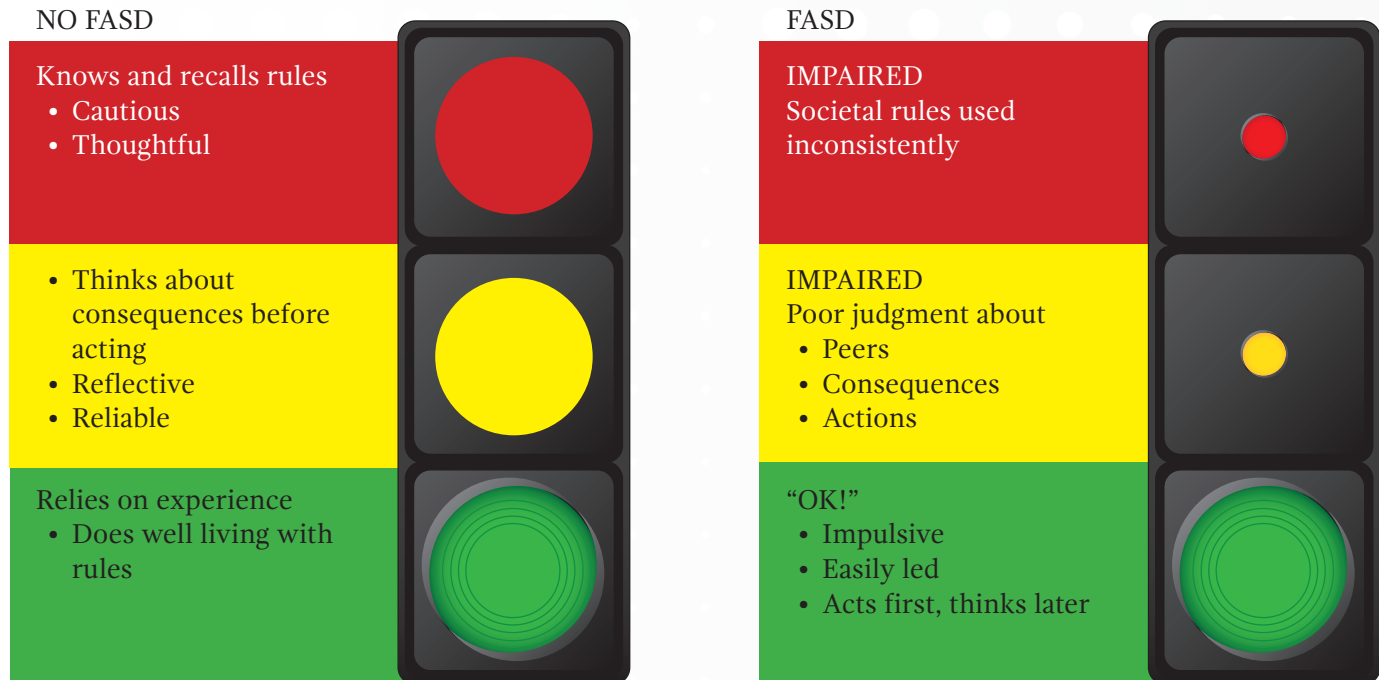 NO FASD
Knows and recalls rules
• Cautious
• Thoughtful
• Thinks about
consequences before
acting
• Reflective
• Reliable
Relies on experience
• Does well living with
rules
FASD
IMPAIRED
Societal rules used
inconsistently
IMPAIRED
Poor judgment about
• Peers
• Consequences
• Actions
“OK!”
• Impulsive
• Easily led
• Acts first, thinks later